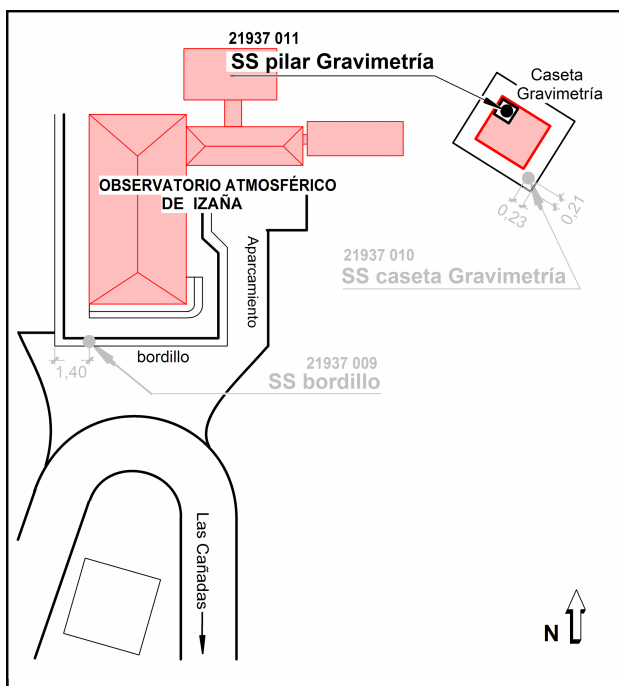 21937 011
SS pilar Gravimetría
Caseta
Gravimetría
OBSERVATORIO ATMOSFÉRICO
DE IZAÑA
0,23
0,21
21937 010
SS caseta Gravimetría
Aparcamiento
bordillo
1,40
21937 009
SS bordillo
Las Cañadas
N